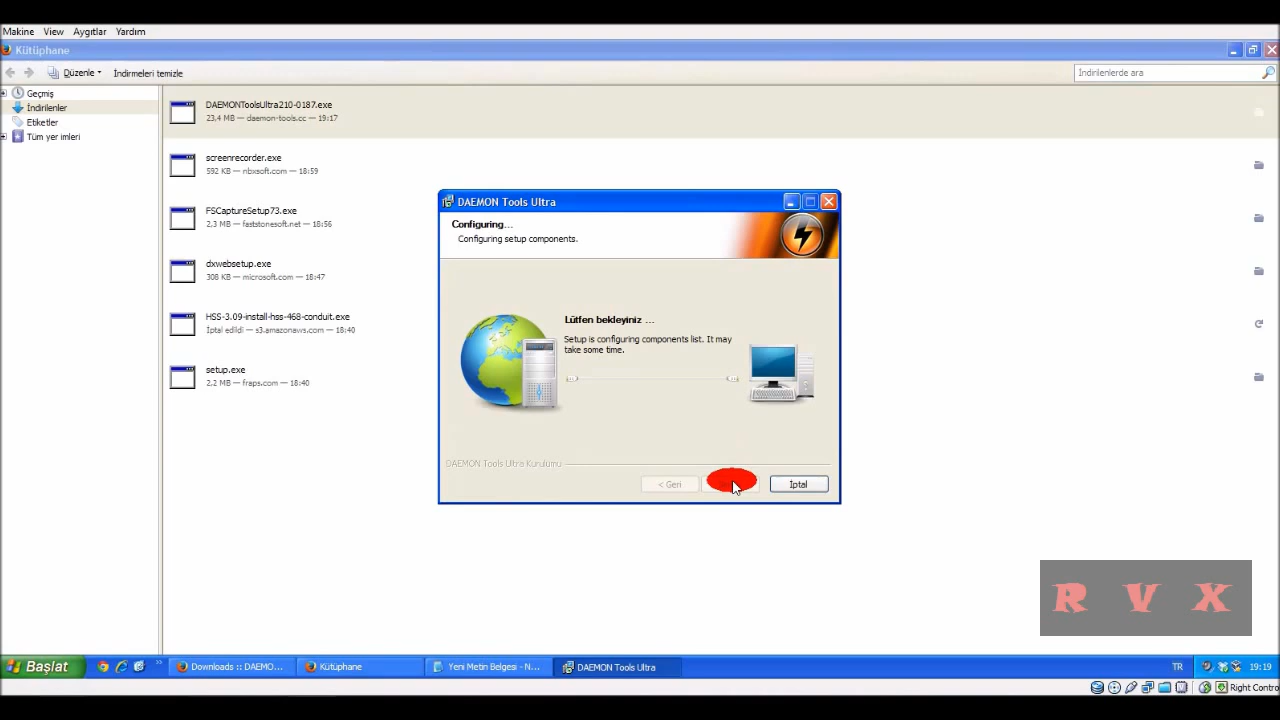 Makine View Aygıtlar Yardım
Kütüphane
Düzenle İndirmeleri temizle İndirilenlerde ara
Geçmiş
İndirilenler
Etiketler
Tüm yer imleri
DAEMONToolsUltra210-0187.exe
23,4 MB — daemon-tools.cc — 19:17
screenrecorder.exe
592 KB — nbxsoft.com — 18:59
FSCaptureSetup73.exe
2,3 MB — faststonesoft.net — 18:56
dxwebsetup.exe
308 KB — microsoft.com — 18:47
HSS-3.09-install-hss-468-conduit.exe
İptal edildi — s3.amazonaws.com — 18:40
setup.exe
2,2 MB — fraps.com — 18:40
DAEMON Tools Ultra
Configuring...
Configuring setup components.
Lütfen bekleyiniz ...
Setup is configuring components list. It may
take some time.
DAEMON Tools Ultra Kurulumu
< Geri İptal
R V X
Başlat » Downloads :: DAEMO... Kütüphane Yeni Metin Belgesi - N... DAEMON Tools Ultra TR 19:19
Right Contro